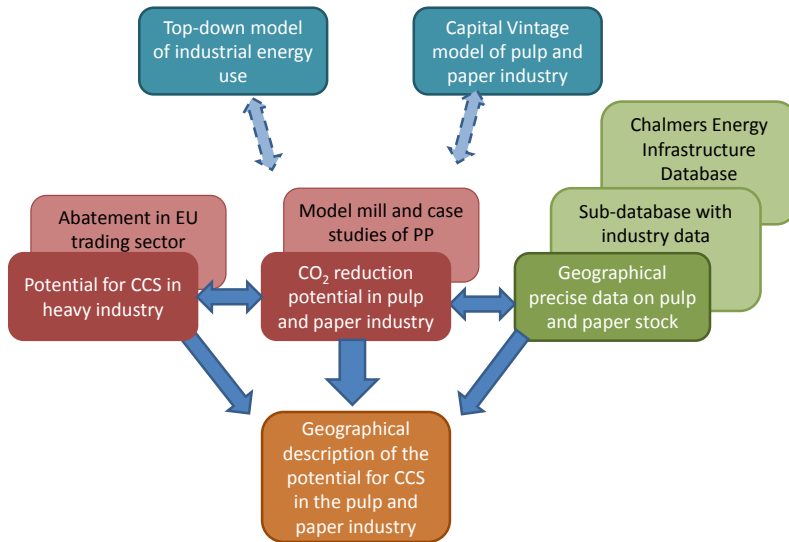 Top-down model
of industrial energy
use
Capital Vintage
model of pulp and
paper industry
Chalmers Energy
Infrastructure
Database
Abatement in EU
trading sector
Model mill and case
studies of PP
Sub-database with
industry data
Potential for CCS in
heavy industry
CO₂ reduction
potential in pulp
and paper industry
Geographical
precise data on pulp
and paper stock
Geographical
description of the
potential for CCS
in the pulp and
paper industry